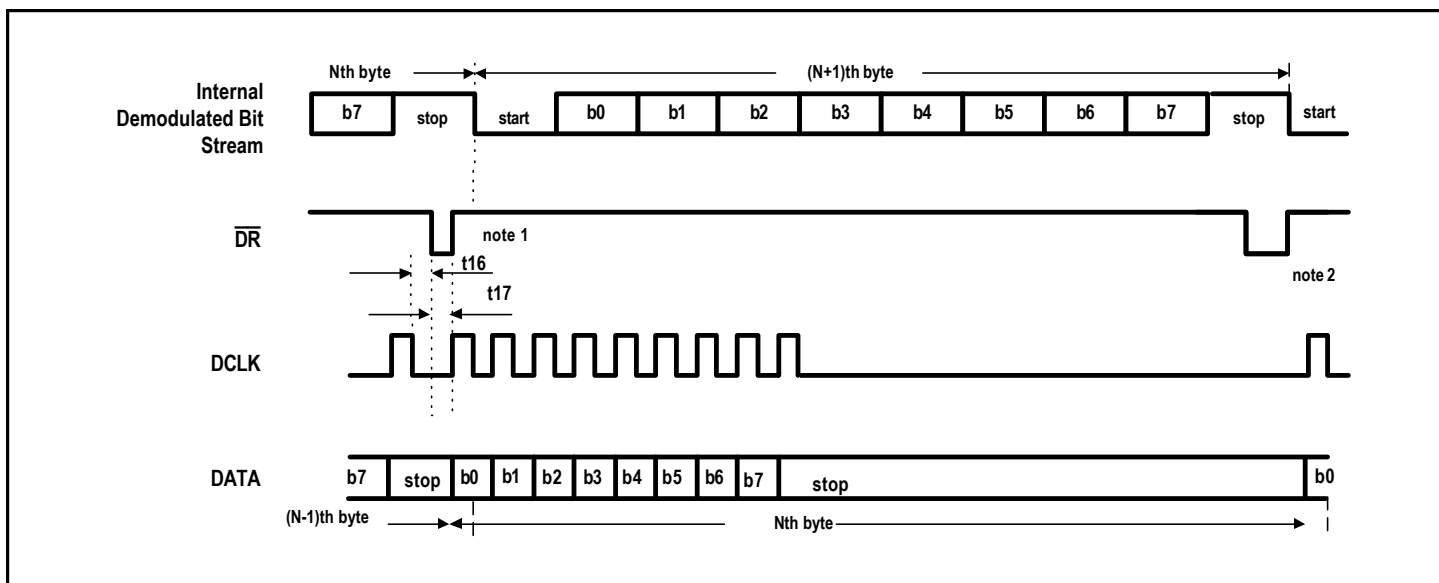 Nth byte (N+1)th byte
Internal
Demodulated Bit
Stream
b7 stop start b0 b1 b2 b3 b4 b5 b6 b7 stop start
DR
note 1
note 2
t16
t17
DCLK
DATA
b7 stop b0 b1 b2 b3 b4 b5 b6 b7 stop b0
(N-1)th byte Nth byte